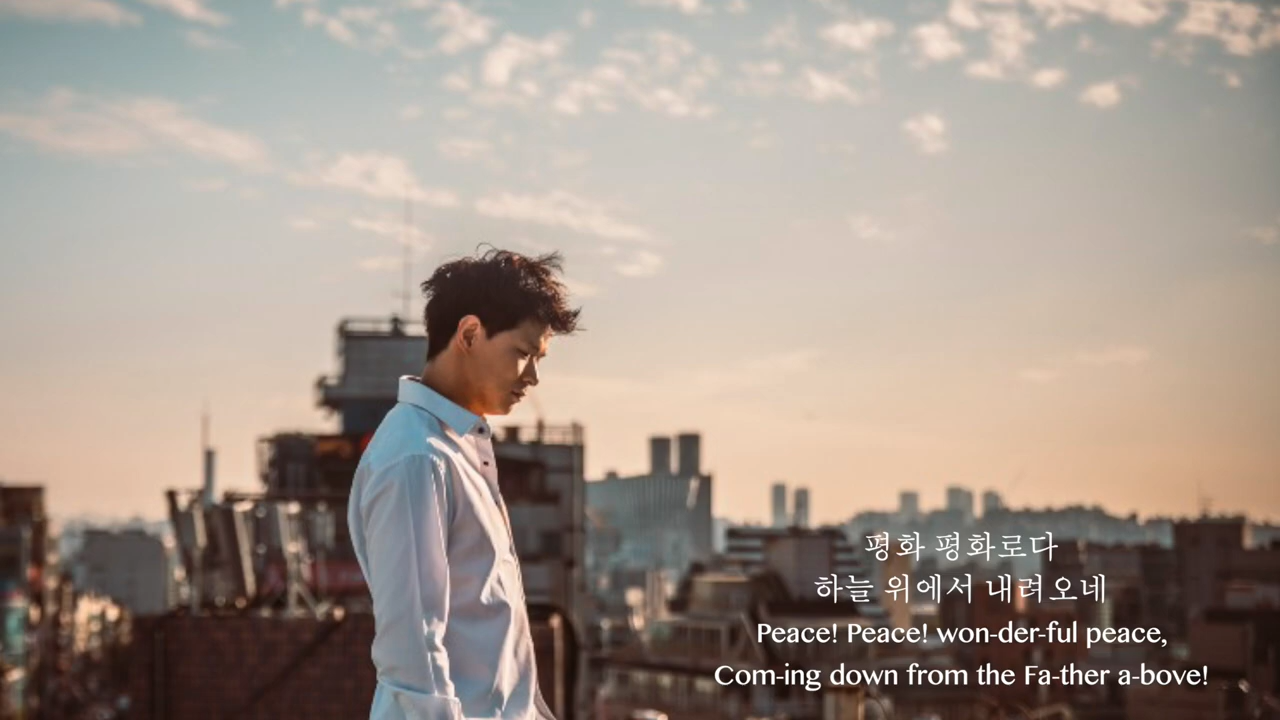 평화 평화로다
하늘 위에서 내려오네
Peace! Peace! won-der-ful peace,
Com-ing down from the Fa-ther a-bove!